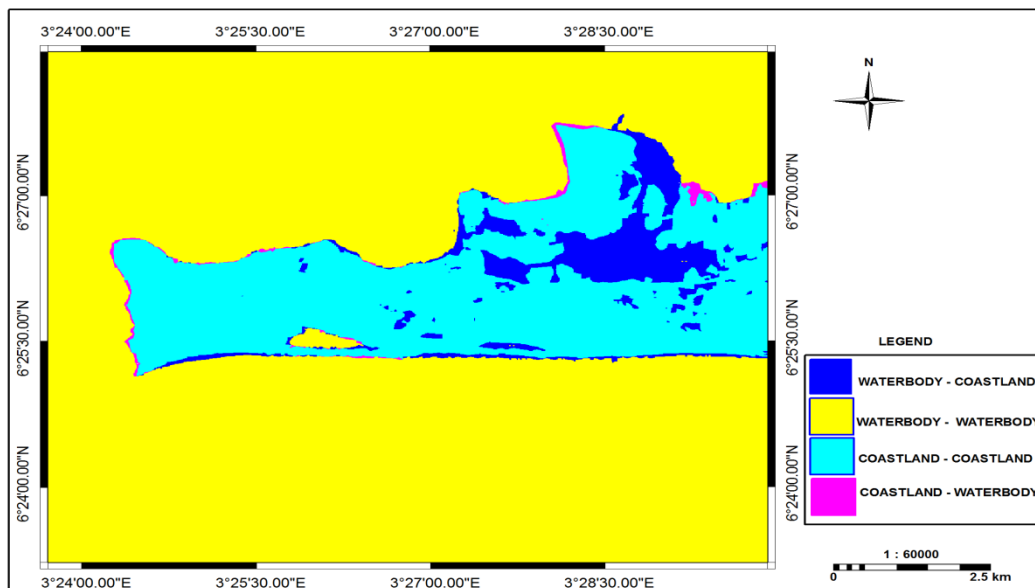 3°24'00.00"E 3°25'30.00"E 3°27'00.00"E 3°28'30.00"E
N
6°27'00.00"N
6°27'00.00"N
6°25'30.00"N
6°25'30.00"N
6°24'00.00"N
6°24'00.00"N
LEGEND
WATERBODY - COASTLAND
WATERBODY - WATERBODY
COASTLAND - COASTLAND
COASTLAND - WATERBODY
3°24'00.00"E 3°25'30.00"E 3°27'00.00"E 3°28'30.00"E
1 : 60000
0 2.5 km